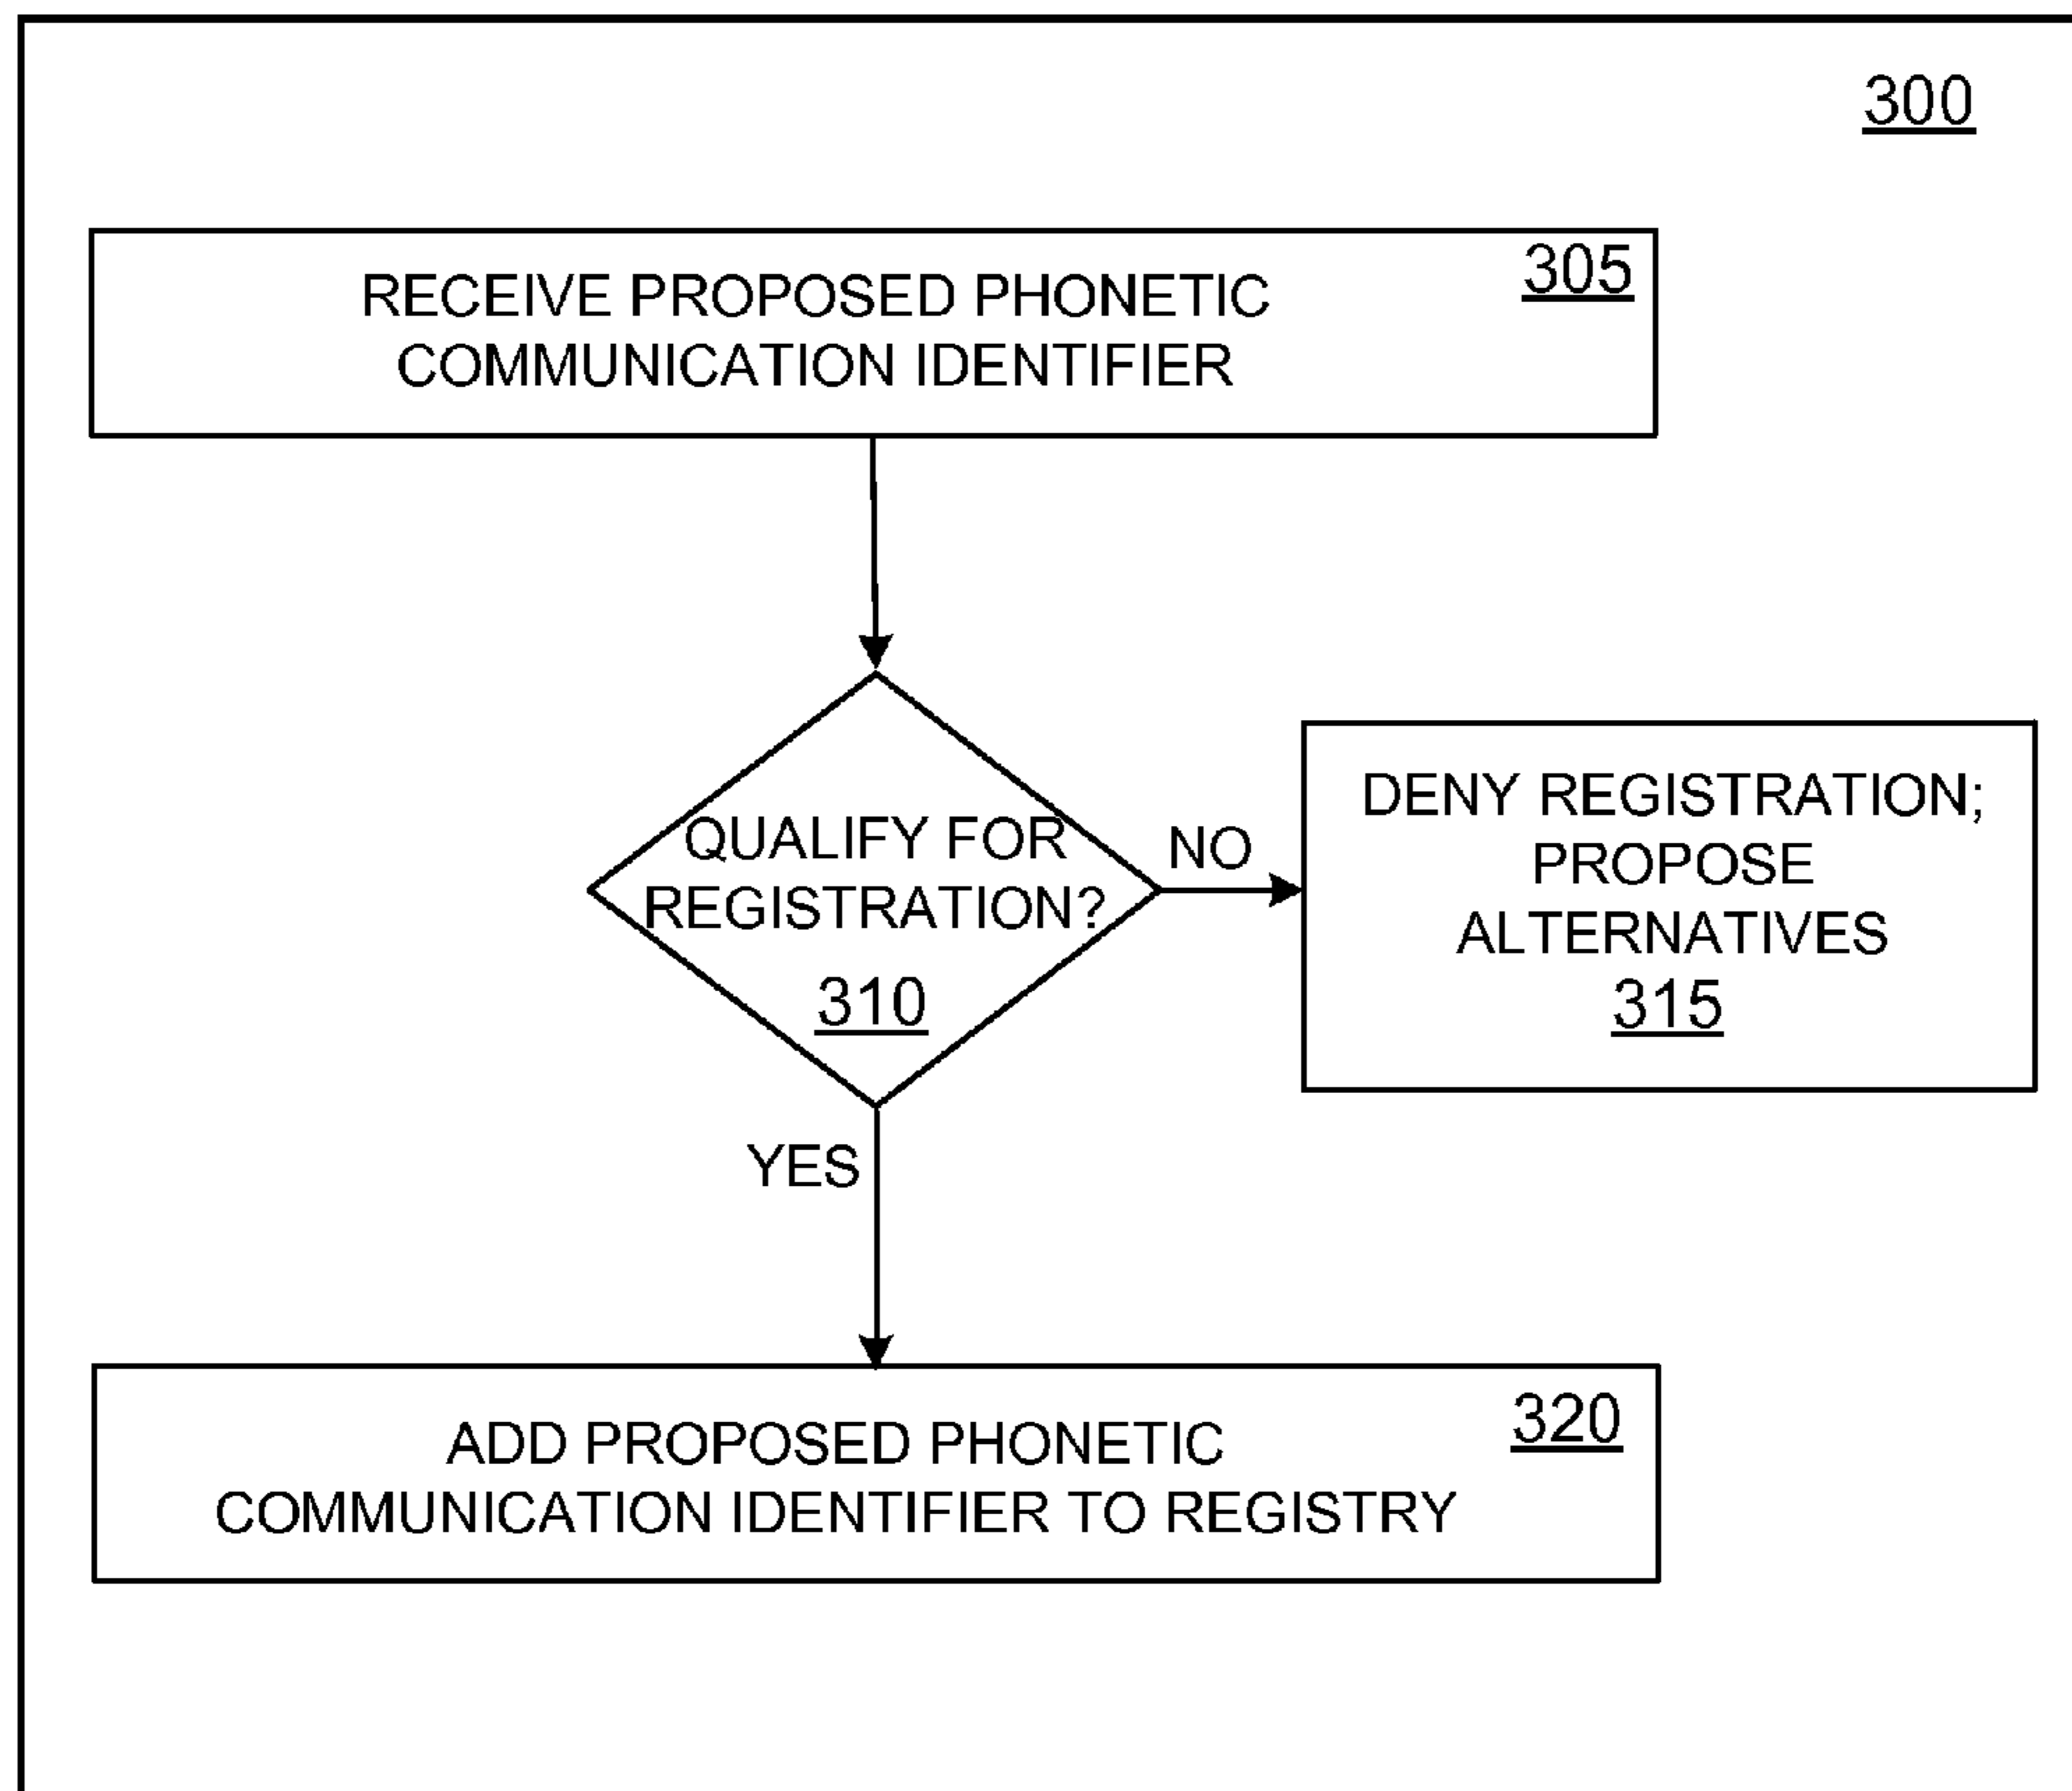 300
305
RECEIVE PROPOSED PHONETIC
COMMUNICATION IDENTIFIER
QUALIFY FOR
REGISTRATION?
310
NO
DENY REGISTRATION;
PROPOSE
ALTERNATIVES
315
YES
320
ADD PROPOSED PHONETIC
COMMUNICATION IDENTIFIER TO REGISTRY